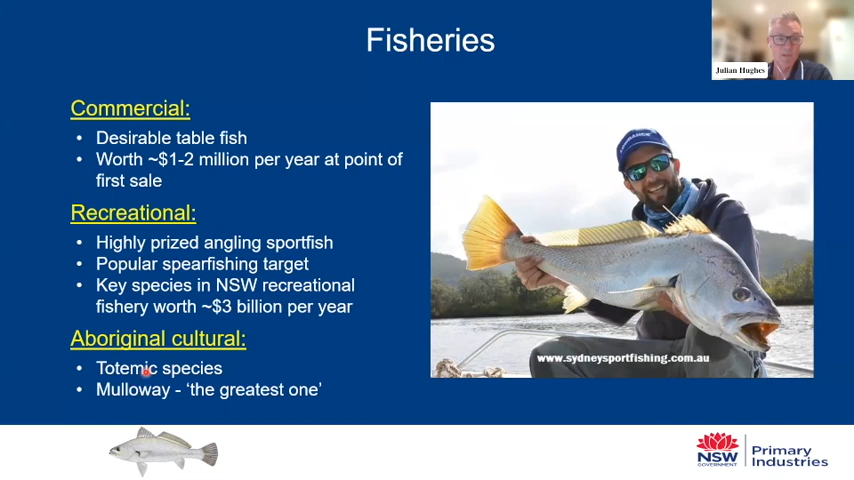 Fisheries
Julian Hughes
Commercial:
• Desirable table fish
• Worth ~$1-2 million per year at point of
first sale
Recreational:
• Highly prized angling sportfish
• Popular spearfishing target
• Key species in NSW recreational
fishery worth ~$3 billion per year
Aboriginal cultural:
• Totemic species
• Mulloway - ‘the greatest one’
www.sydneysportfishing.com.au
NSW
GOVERNMENT
Primary
Industries